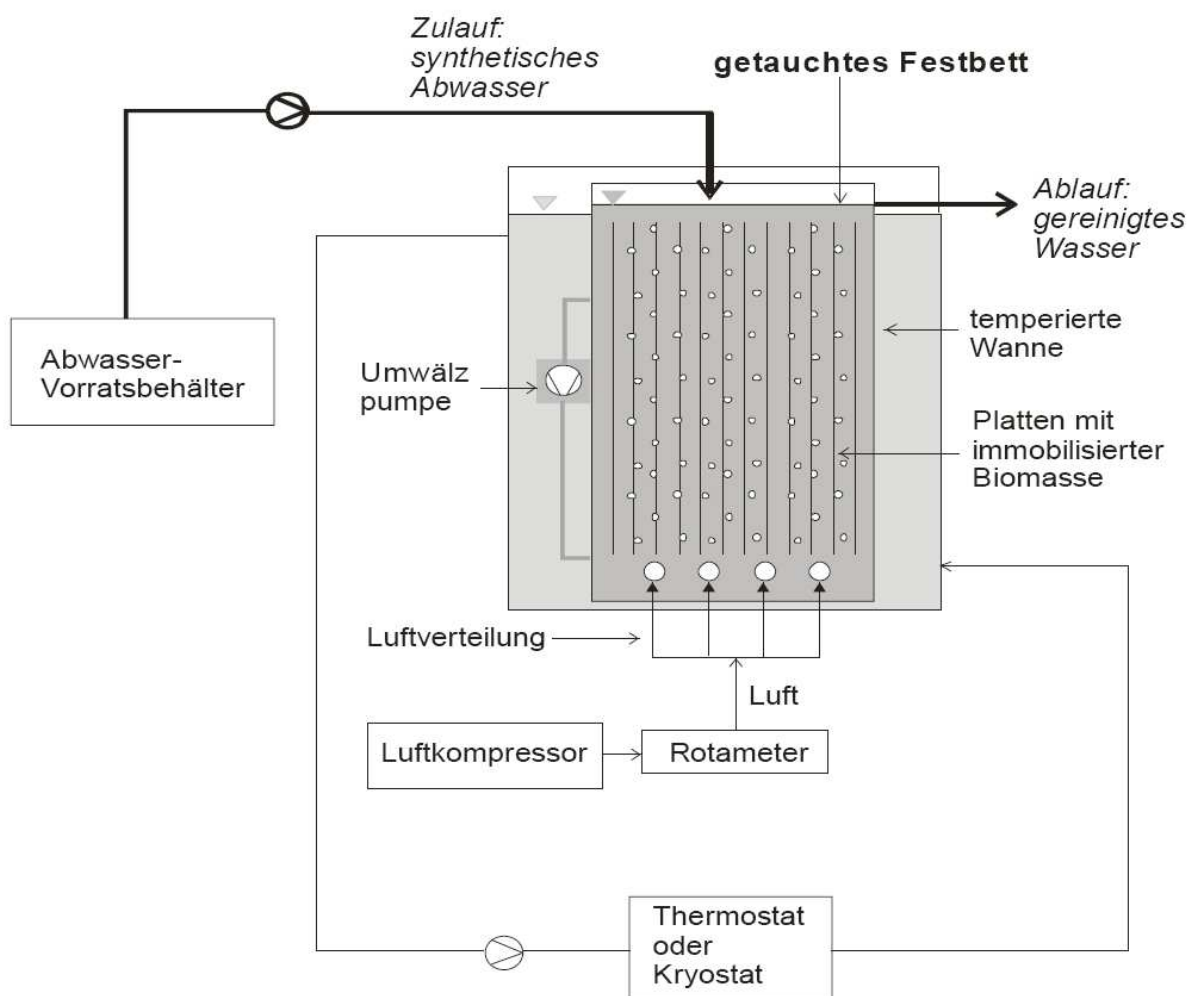 Zulauf:
synthetisches
Abwasser
getauchtes Festbett
Ablauf:
gereinigtes
Wasser
Abwasser-
Vorratsbehälter
Umwälz
pumpe
temperierte
Wanne
Platten mit
immobilisierter
Biomasse
Luftverteilung
Luft
Luftkompressor
Rotameter
Thermostat
oder
Kryostat